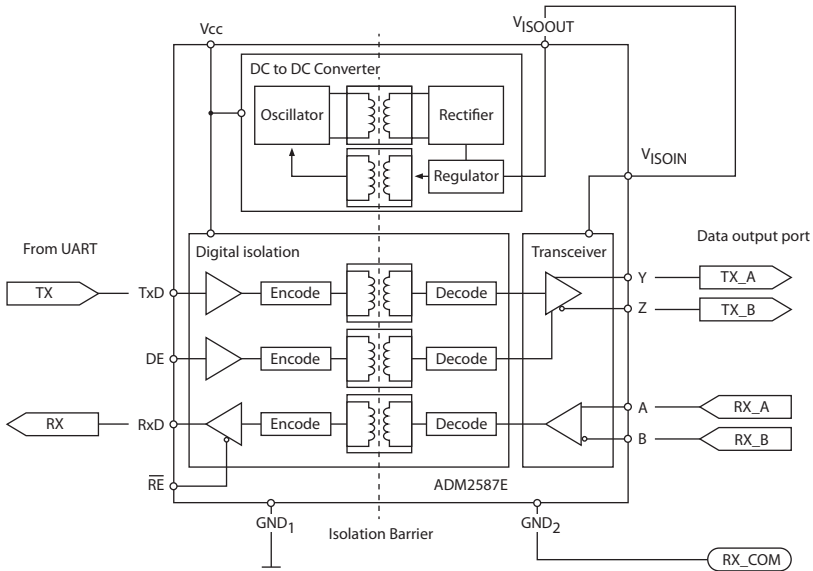 Vcc
VISOOUT
DC to DC Converter
Oscillator
Rectifier
Regulator
VISOIN
From UART
Digital isolation
Transceiver
Data output port
TX
TxD
Encode
Decode
Y
TX_A
Z
TX_B
DE
Encode
Decode
RX
RxD
Encode
Decode
A
RX_A
B
RX_B
RE
ADM2587E
GND1
Isolation Barrier
GND2
RX_COM